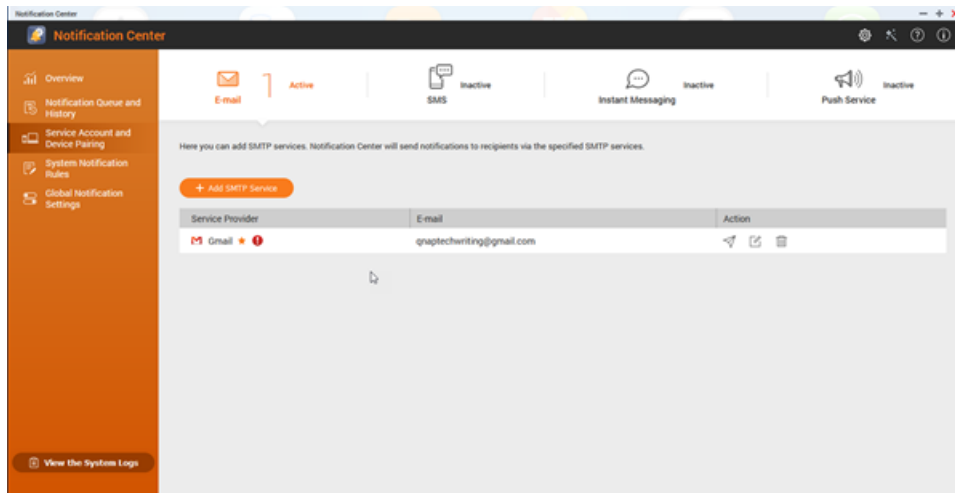 Notification Center
Notification Center
Overview
Notification Queue and
History
Service Account and
Device Pairing
System Notification
Rules
Global Notification
Settings
View the System Logs
E-mail
1
Active
SMS
Inactive
Instant Messaging
Inactive
Push Service
Inactive
Here you can add SMTP services. Notification Center will send notifications to recipients via the specified SMTP services.
+ Add SMTP Service
Service Provider E-mail Action
Gmail qnaptechwriting@gmail.com